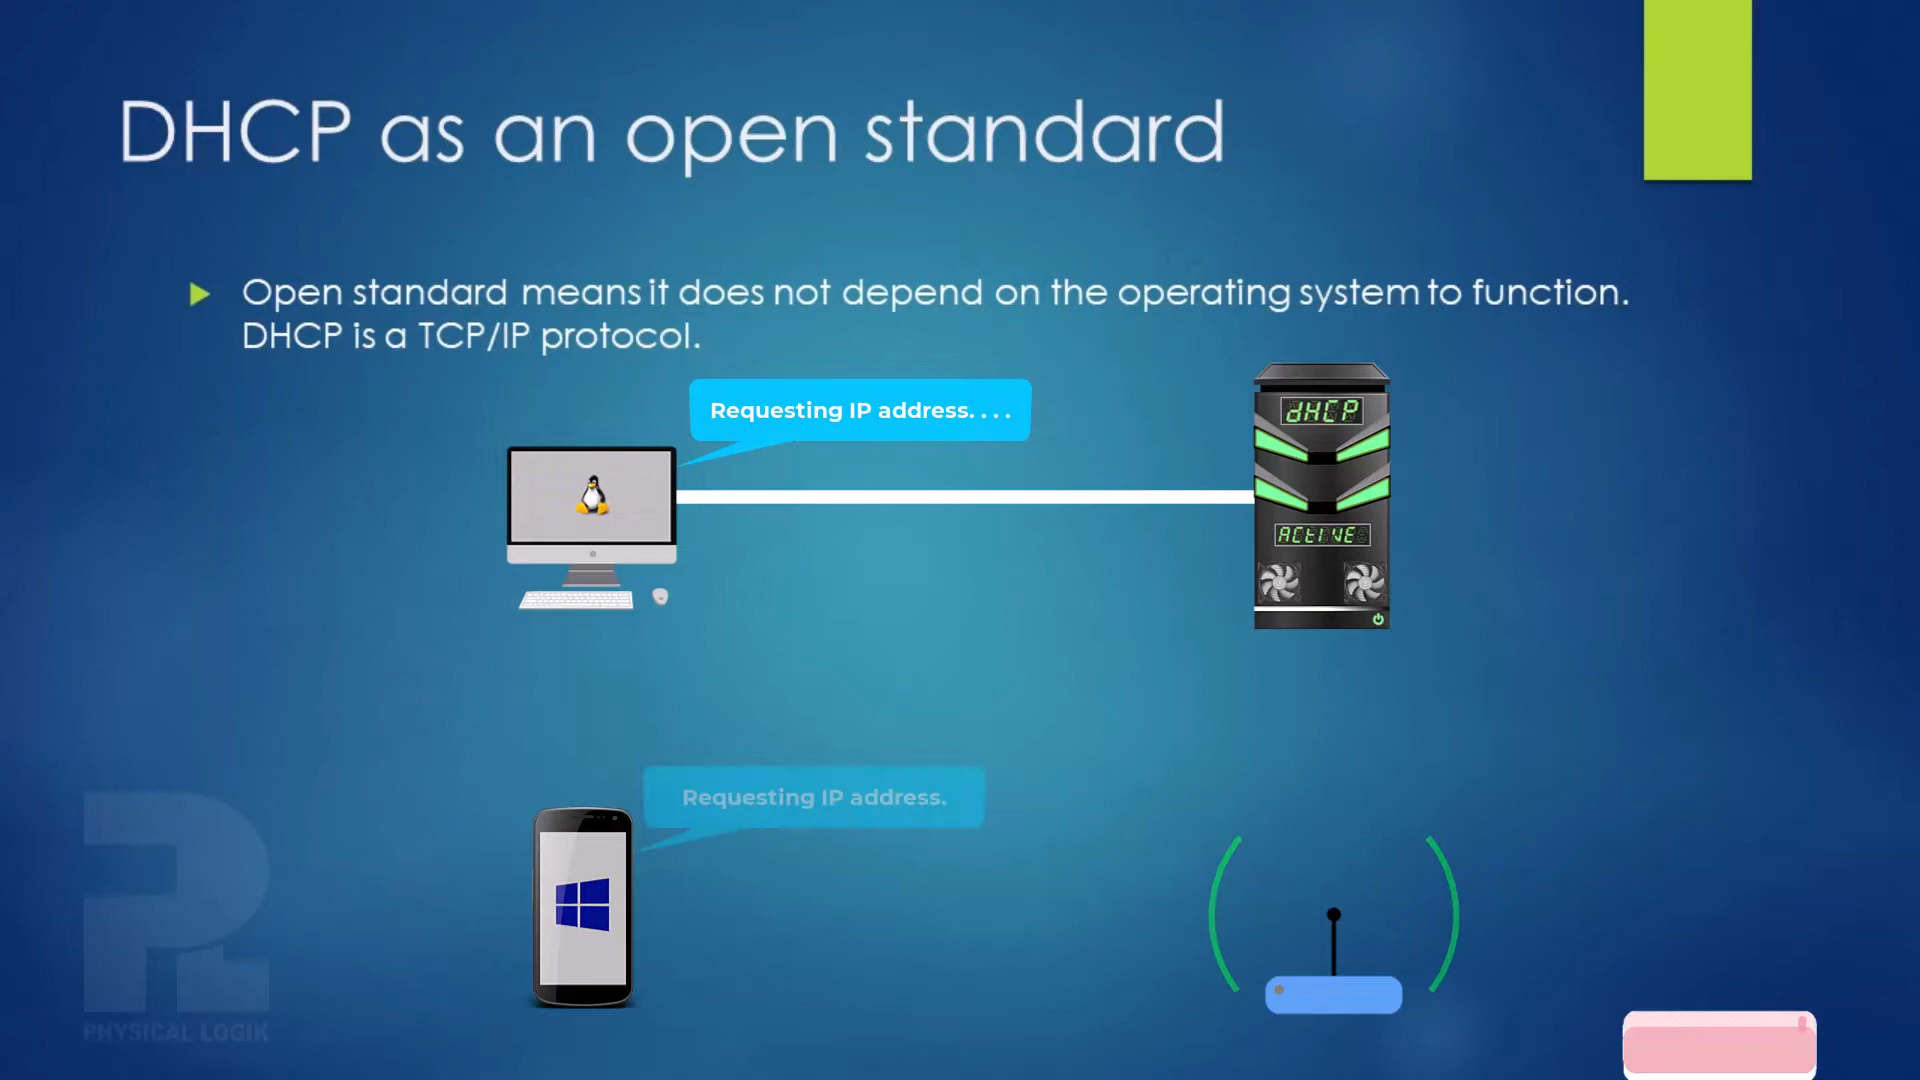 DHCP as an open standard
Open standard means it does not depend on the operating system to function.
DHCP is a TCP/IP protocol.
Requesting IP address. . . .
dHCP
ACtIVE
Requesting IP address.
PHYSICAL LOGIK